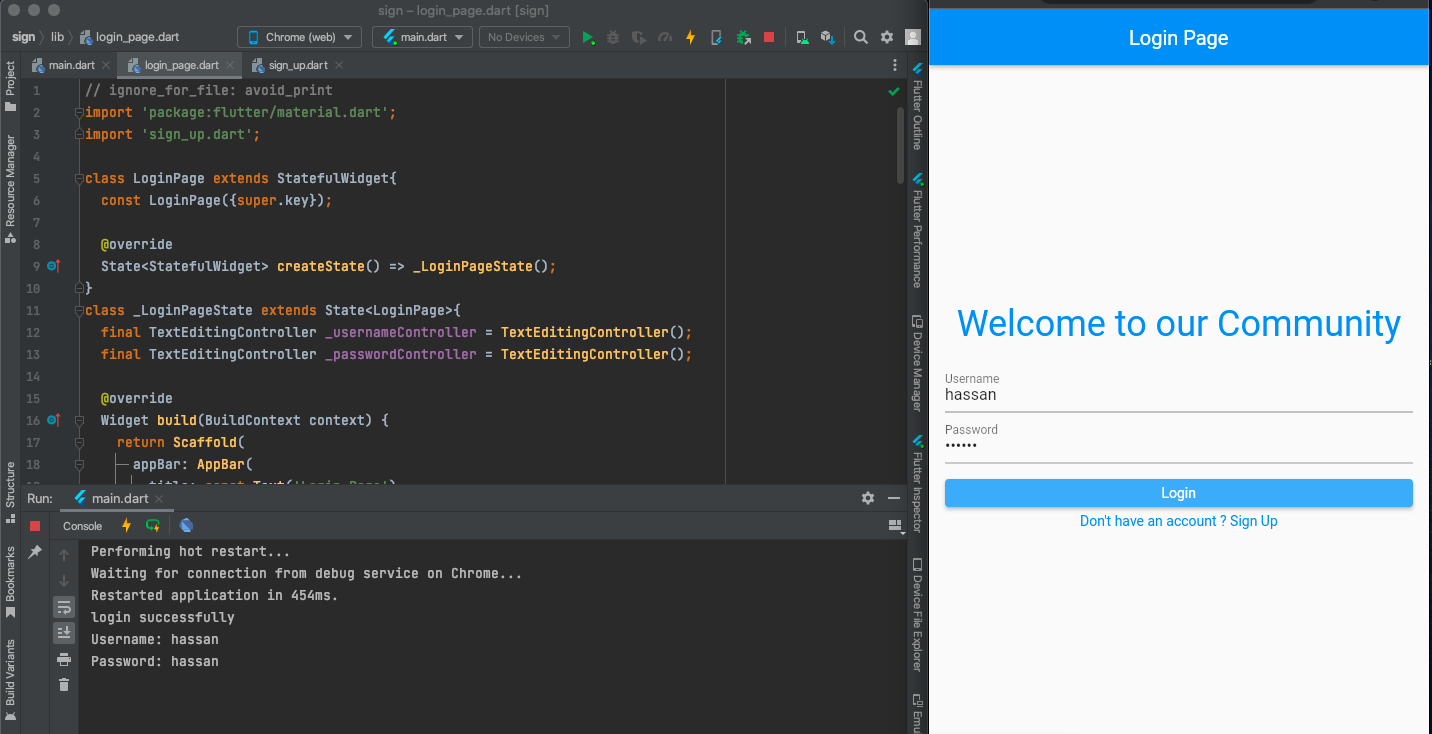 sign – login_page.dart [sign]
sign lib login_page.dart Chrome (web) main.dart No Devices
main.dart login_page.dart sign_up.dart
1 // ignore_for_file: avoid_print
2 import 'package:flutter/material.dart';
3 import 'sign_up.dart';
4
5 class LoginPage extends StatefulWidget{
6 const LoginPage({super.key});
7
8 @override
9 State<StatefulWidget> createState() => _LoginPageState();
10 }
11 class _LoginPageState extends State<LoginPage>{
12 final TextEditingController _usernameController = TextEditingController();
13 final TextEditingController _passwordController = TextEditingController();
14
15 @override
16 Widget build(BuildContext context) {
17 return Scaffold(
18 appBar: AppBar(
Project
Resource Manager
Structure
Bookmarks
Build Variants
Flutter Outline
Flutter Performance
Device Manager
Flutter Inspector
Device File Explorer
Emu
Run: main.dart
Console
Performing hot restart...
Waiting for connection from debug service on Chrome...
Restarted application in 454ms.
login successfully
Username: hassan
Password: hassan
Login Page
Welcome to our Community
Username
hassan
Password
••••••
Login
Don't have an account ? Sign Up